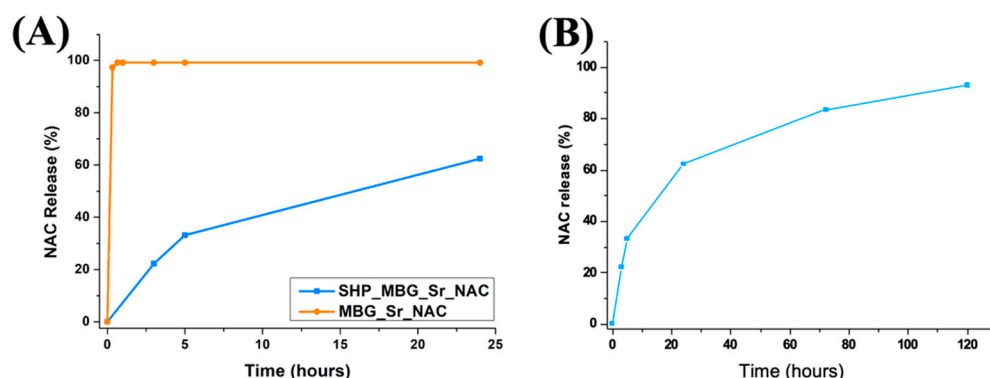 (A)
NAC Release (%)
100
80
60
40
20
0
SHP_MBG_Sr_NAC
MBG_Sr_NAC
0 5 10 15 20 25
Time (hours)
(B)
NAC release (%)
100
80
60
40
20
0
0 20 40 60 80 100 120
Time (hours)